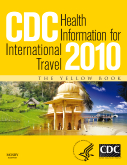 CDC Health
Information for
International 2010
Travel
THE YELLOW BOOK
CDC